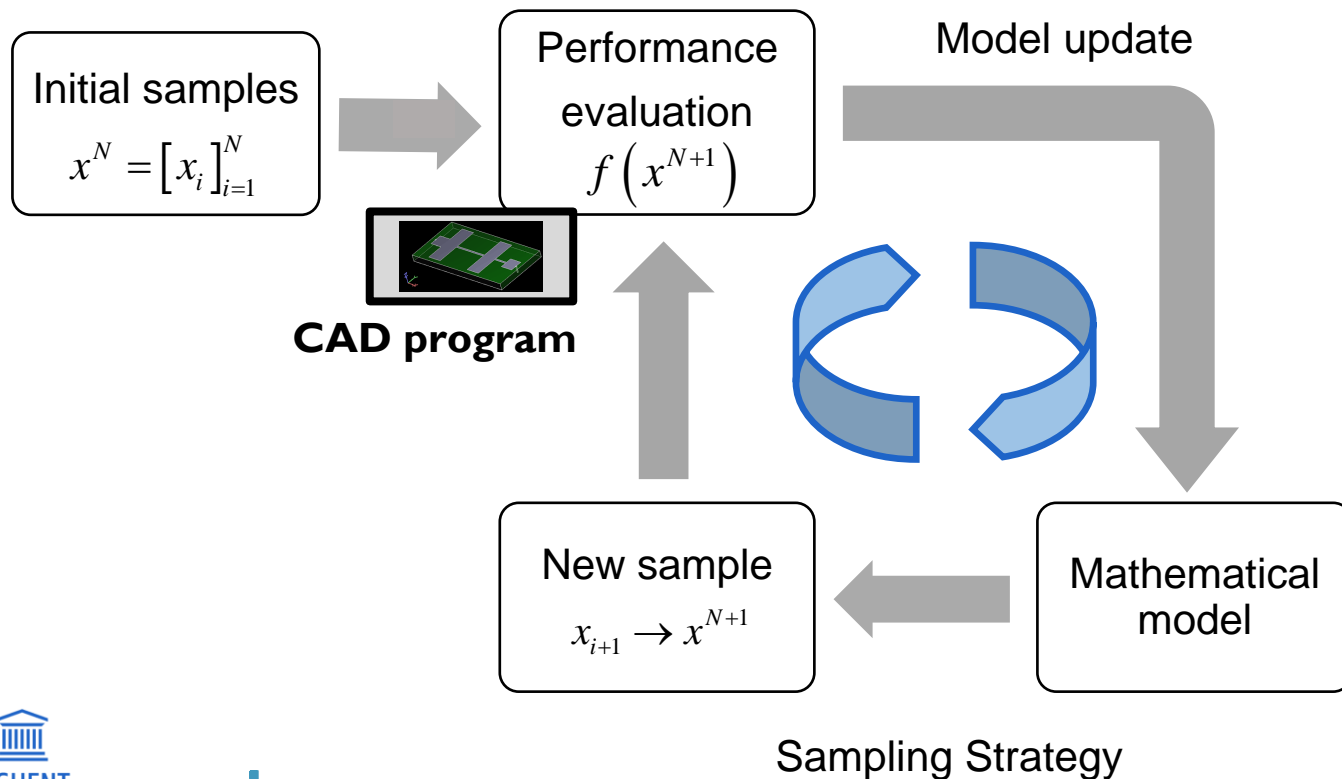 Initial samples
x^N = [x_i]_{i=1}^N
Performance
evaluation
f(x^{N+1})
Model update
CAD program
New sample
x_{i+1} → x^{N+1}
Mathematical
model
Sampling Strategy